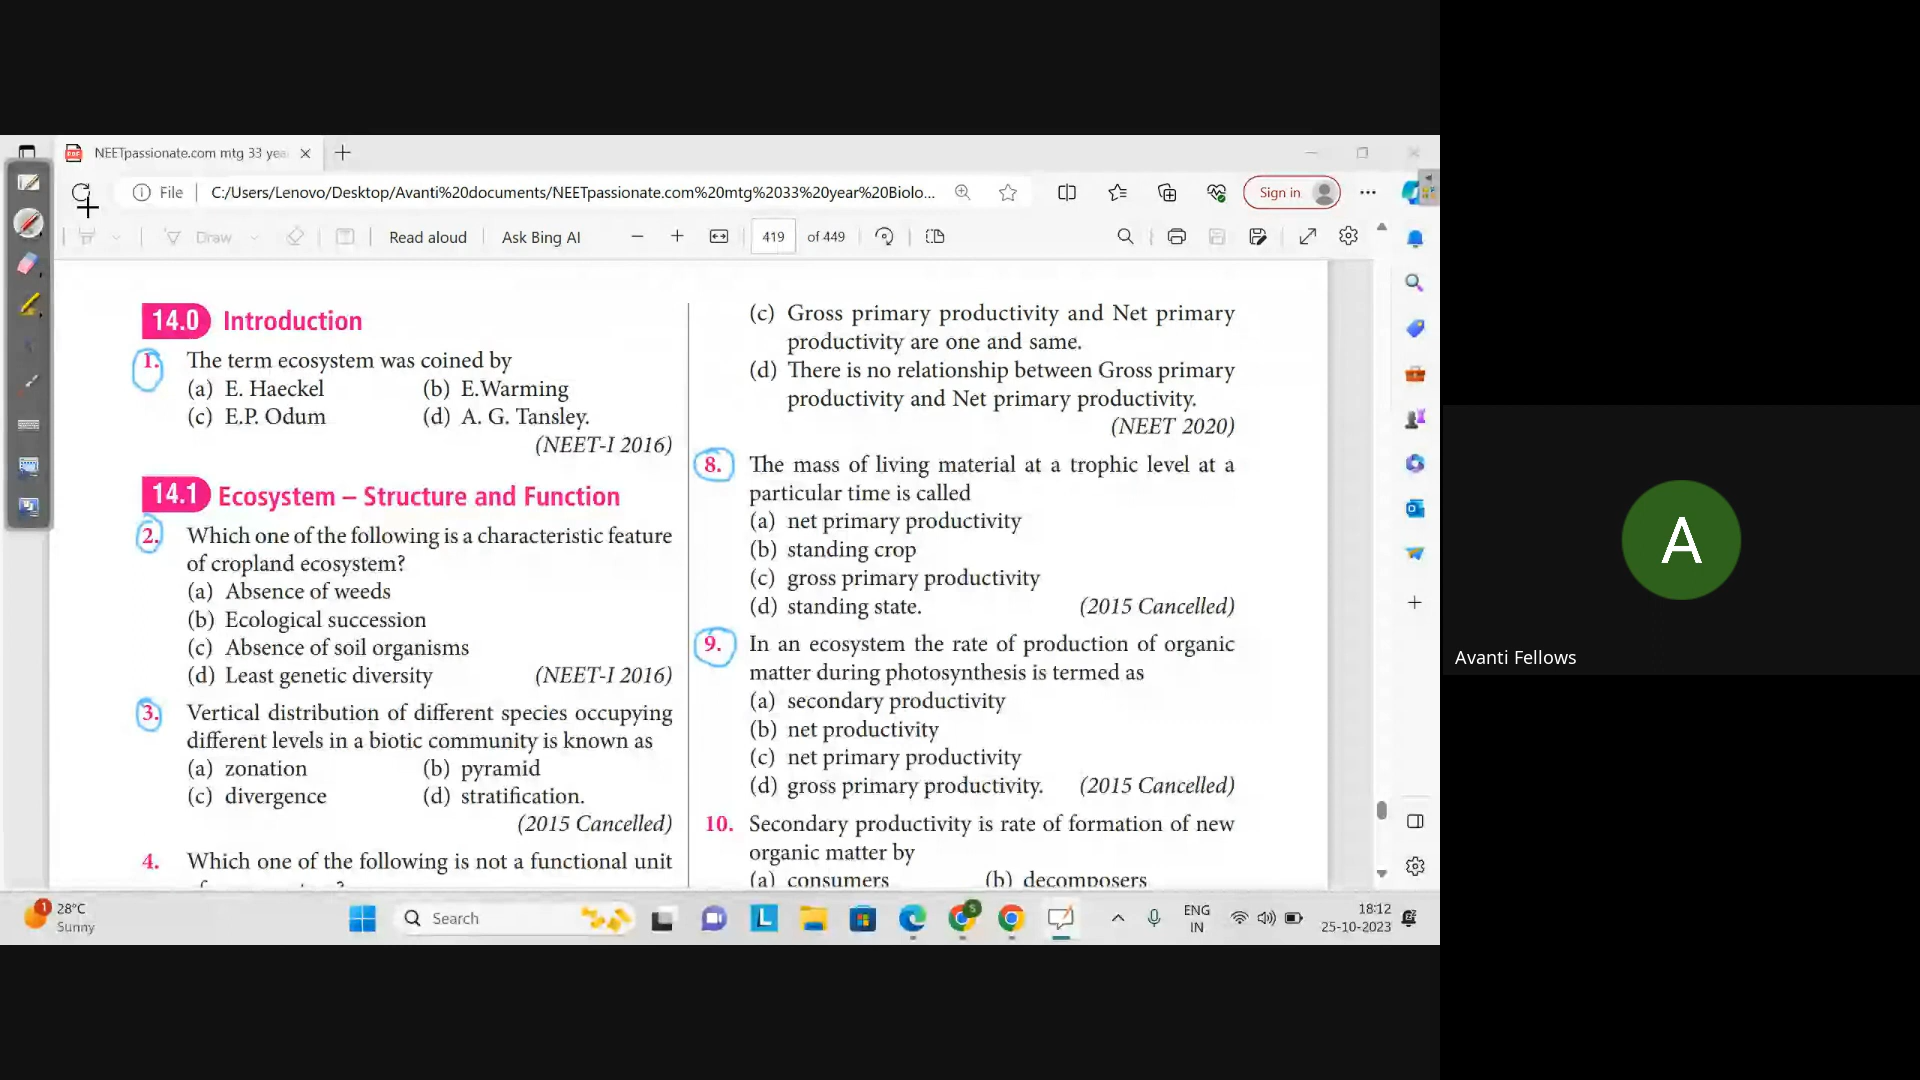 NEETpassionate.com mtg 33 yea
File
C:/Users/Lenovo/Desktop/Avanti%20documents/NEETpassionate.com%20mtg%2033%20year%20Biolo...
Sign in
Draw
Read aloud
Ask Bing AI
419
of 449
14.0 Introduction
1. The term ecosystem was coined by
(a) E. Haeckel (b) E.Warming
(c) E.P. Odum (d) A. G. Tansley.
(NEET-I 2016)
14.1 Ecosystem – Structure and Function
2. Which one of the following is a characteristic feature
of cropland ecosystem?
(a) Absence of weeds
(b) Ecological succession
(c) Absence of soil organisms
(d) Least genetic diversity (NEET-I 2016)
3. Vertical distribution of different species occupying
different levels in a biotic community is known as
(a) zonation (b) pyramid
(c) divergence (d) stratification.
(2015 Cancelled)
4. Which one of the following is not a functional unit
(c) Gross primary productivity and Net primary
productivity are one and same.
(d) There is no relationship between Gross primary
productivity and Net primary productivity.
(NEET 2020)
8. The mass of living material at a trophic level at a
particular time is called
(a) net primary productivity
(b) standing crop
(c) gross primary productivity
(d) standing state. (2015 Cancelled)
9. In an ecosystem the rate of production of organic
matter during photosynthesis is termed as
(a) secondary productivity
(b) net productivity
(c) net primary productivity
(d) gross primary productivity. (2015 Cancelled)
10. Secondary productivity is rate of formation of new
organic matter by
(a) consumers (b) decomposers
A
Avanti Fellows
1
28°C
Sunny
Search
L
S
ENG
IN
18:12
25-10-2023